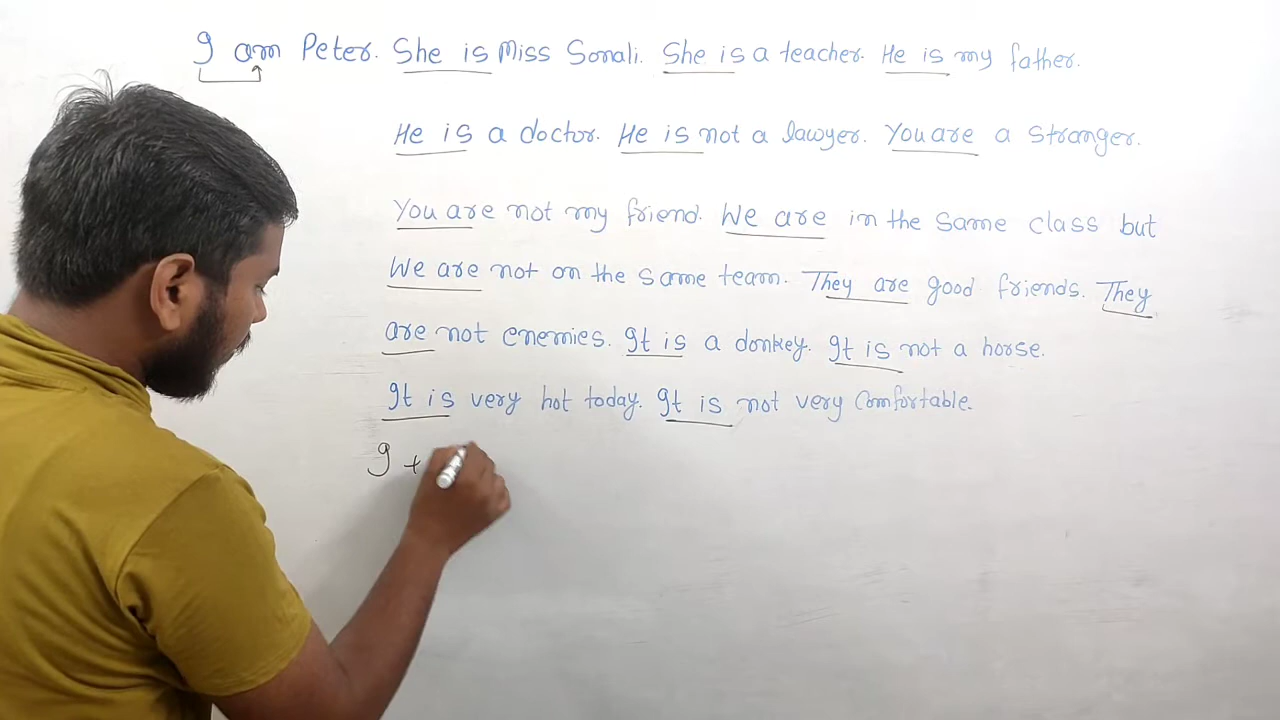 I am Peter. She is Miss Sonali. She is a teacher. He is my father.
He is a doctor. He is not a lawyer. You are a stranger.
You are not my friend. We are in the same class but
We are not on the same team. They are good friends. They
are not enemies. It is a donkey. It is not a horse.
It is very hot today. It is not very comfortable.
I +